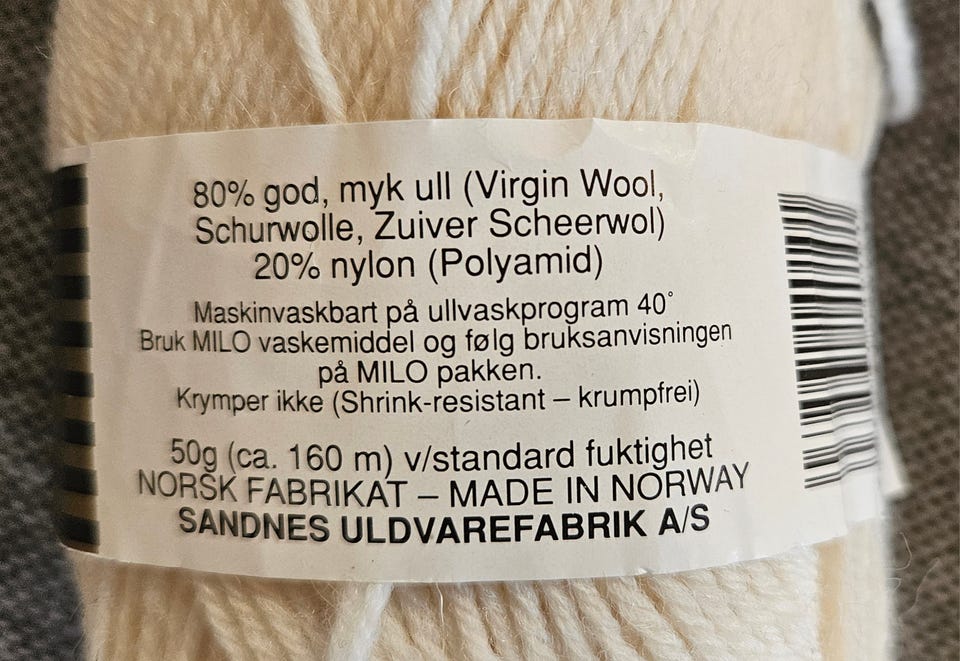 80% god, myk ull (Virgin Wool,
Schurwolle, Zuiver Scheerwol)
20% nylon (Polyamid)
Maskinvaskbart på ullvaskprogram 40°
Bruk MILO vaskemiddel og følg bruksanvisningen
på MILO pakken.
Krymper ikke (Shrink-resistant – krumpfrei)
50g (ca. 160 m) v/standard fuktighet
NORSK FABRIKAT – MADE IN NORWAY
SANDNES ULDVAREFABRIK A/S